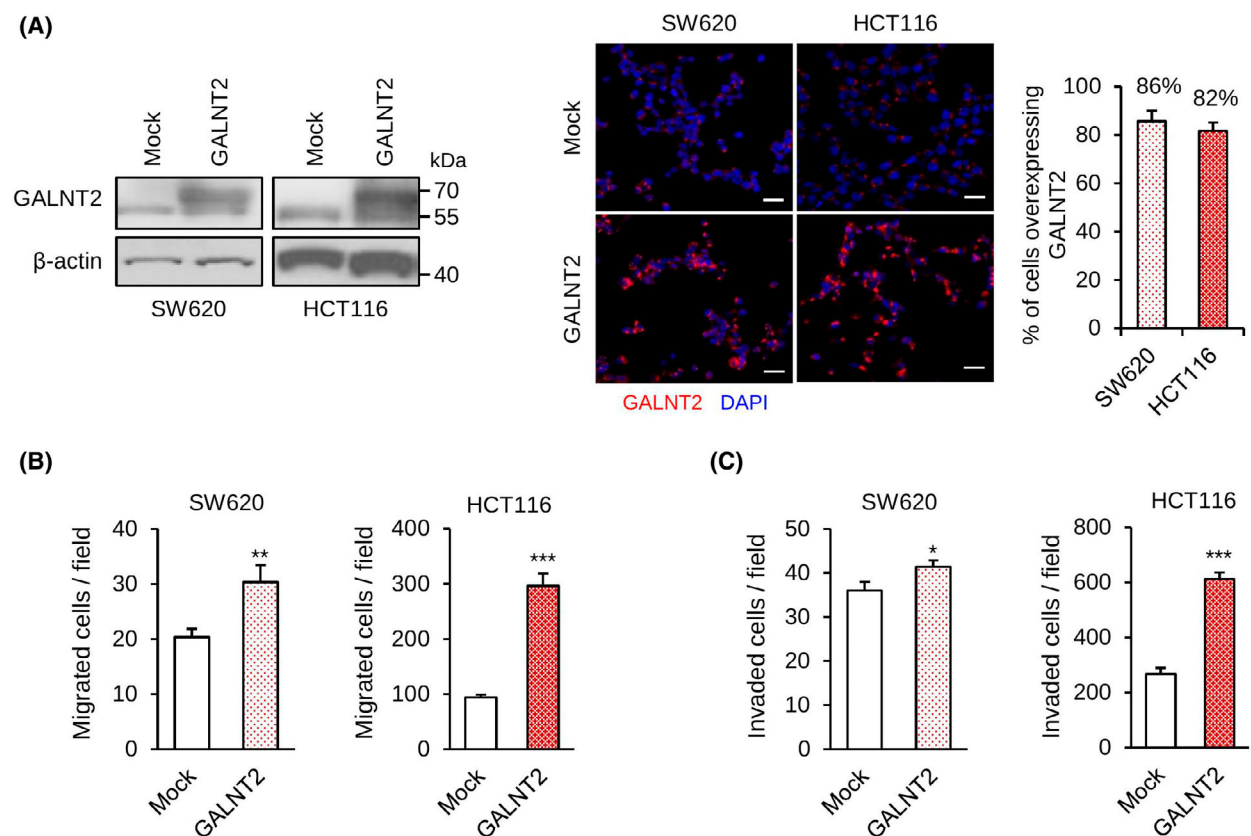 (A)
Mock
GALNT2
Mock
GALNT2
kDa
GALNT2
70
55
β-actin
40
SW620
HCT116
SW620
HCT116
Mock
GALNT2
GALNT2 DAPI
% of cells overexpressing
GALNT2
100
80
60
40
20
0
86%
82%
SW620
HCT116
(B)
SW620
Migrated cells / field
40
30
20
10
0
**
Mock
GALNT2
HCT116
Migrated cells / field
400
300
200
100
0
***
Mock
GALNT2
(C)
SW620
Invaded cells / field
50
40
30
20
10
0
*
Mock
GALNT2
HCT116
Invaded cells / field
800
600
400
200
0
***
Mock
GALNT2